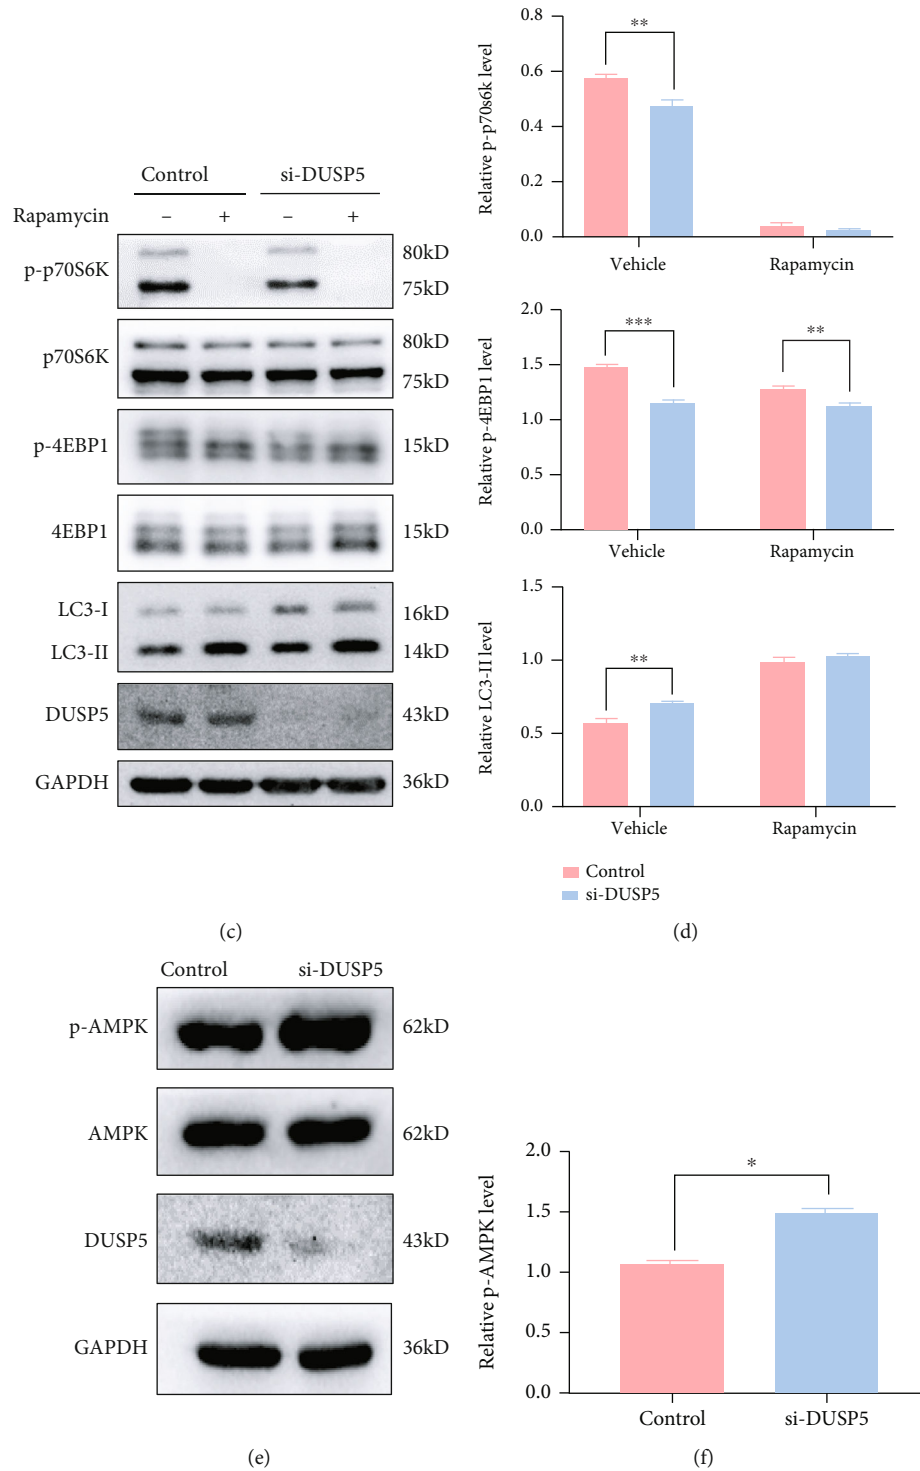 Control si-DUSP5
Rapamycin – + – +
p-p70S6K 80kD
75kD
p70S6K 80kD
75kD
p-4EBP1 15kD
4EBP1 15kD
LC3-I 16kD
LC3-II 14kD
DUSP5 43kD
GAPDH 36kD
(c)
Relative p-p70s6k level
0.8
0.6
0.4
0.2
0.0
**
Vehicle Rapamycin
Relative p-4EBP1 level
2.0
1.5
1.0
0.5
0.0
*** **
Vehicle Rapamycin
Relative LC3-II level
1.5
1.0
0.5
0.0
**
Vehicle Rapamycin
Control
si-DUSP5
(d)
Control si-DUSP5
p-AMPK 62kD
AMPK 62kD
DUSP5 43kD
GAPDH 36kD
(e)
Relative p-AMPK level
2.0
1.5
1.0
0.5
0.0
*
Control si-DUSP5
(f)